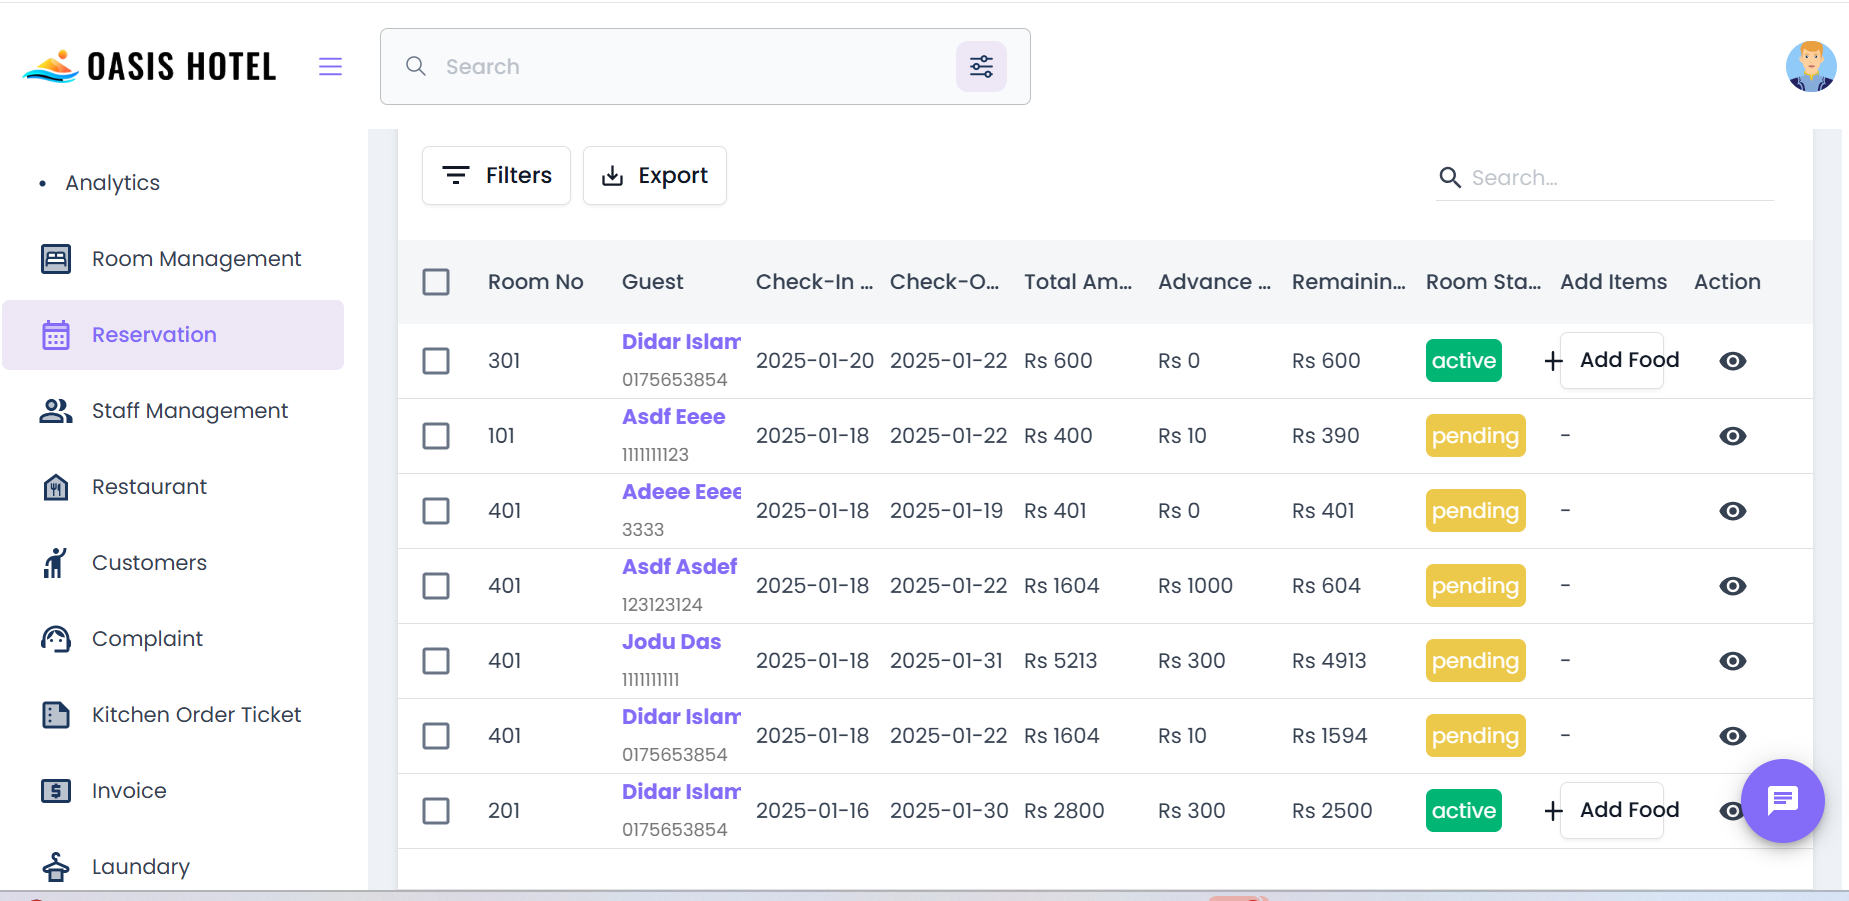 OASIS HOTEL
Search
Analytics
Room Management
Reservation
Staff Management
Restaurant
Customers
Complaint
Kitchen Order Ticket
Invoice
Laundary
Filters
Export
Search...
Room No Guest Check-In ... Check-O... Total Am... Advance ... Remainin... Room Sta... Add Items Action
Didar Islam
301 2025-01-20 2025-01-22 Rs 600 Rs 0 Rs 600 active + Add Food
0175653854
Asdf Eeee
101 2025-01-18 2025-01-22 Rs 400 Rs 10 Rs 390 pending -
1111111123
Adeee Eeee
401 2025-01-18 2025-01-19 Rs 401 Rs 0 Rs 401 pending -
3333
Asdf Asdef
401 2025-01-18 2025-01-22 Rs 1604 Rs 1000 Rs 604 pending -
123123124
Jodu Das
401 2025-01-18 2025-01-31 Rs 5213 Rs 300 Rs 4913 pending -
1111111111
Didar Islam
401 2025-01-18 2025-01-22 Rs 1604 Rs 10 Rs 1594 pending -
0175653854
Didar Islam
201 2025-01-16 2025-01-30 Rs 2800 Rs 300 Rs 2500 active + Add Food
0175653854